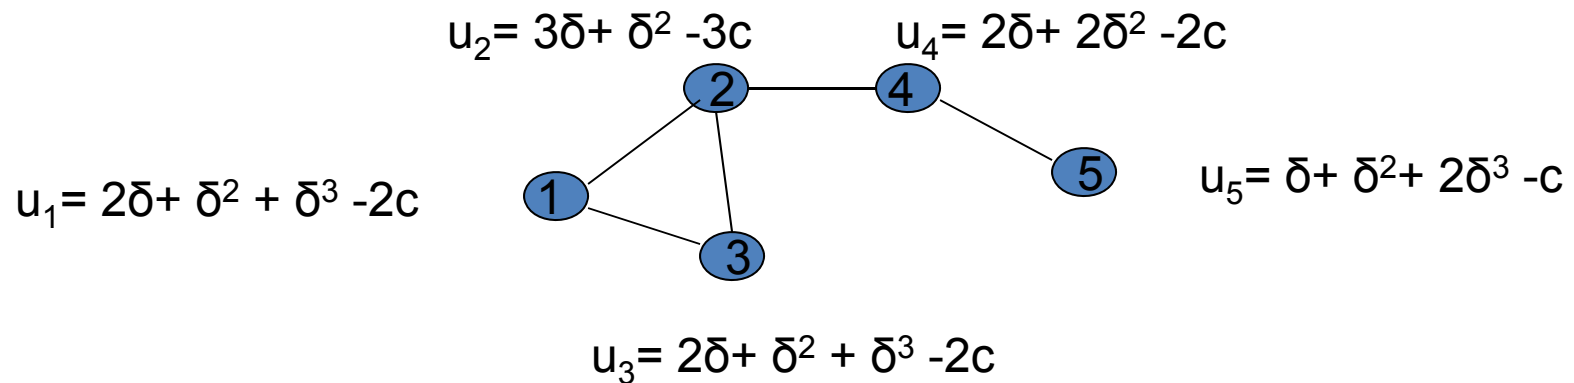 u₂= 3δ+ δ² -3c
u₄= 2δ+ 2δ² -2c
2
4
5
u₅= δ+ δ²+ 2δ³ -c
1
u₁= 2δ+ δ² + δ³ -2c
3
u₃= 2δ+ δ² + δ³ -2c